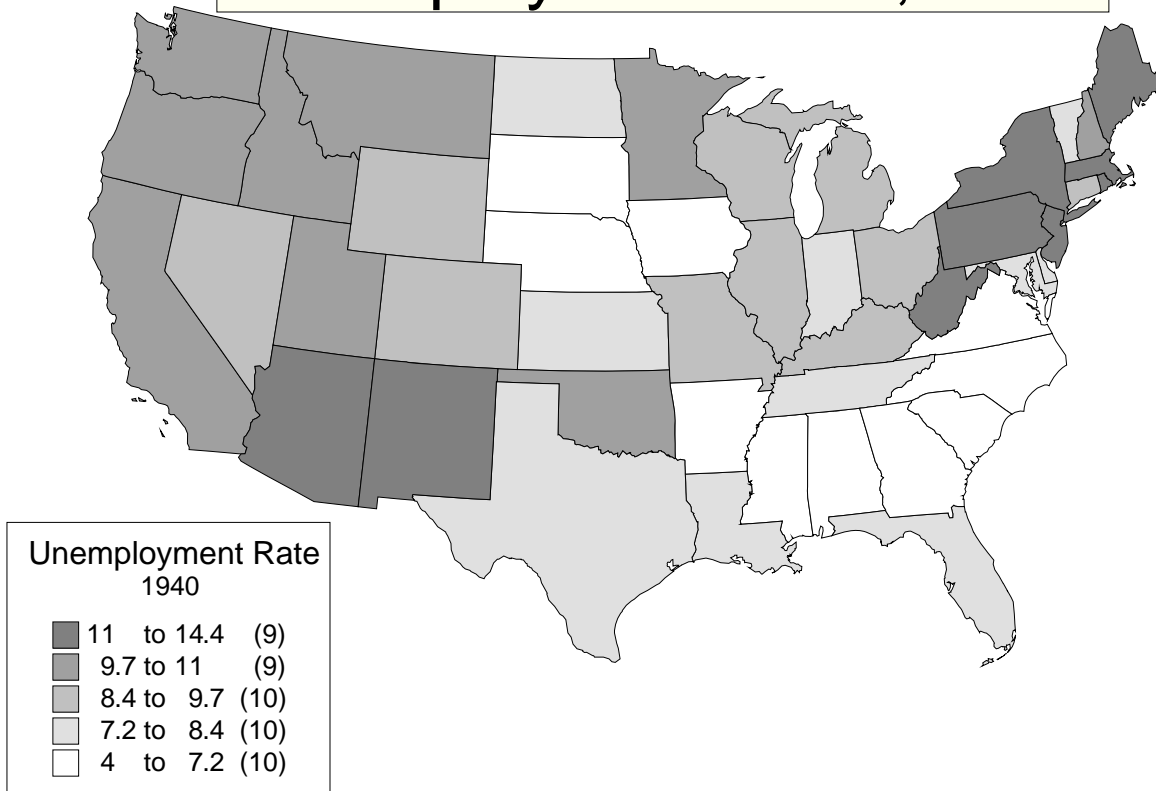 Unemployment Rate
1940
11 to 14.4 (9)
9.7 to 11 (9)
8.4 to 9.7 (10)
7.2 to 8.4 (10)
4 to 7.2 (10)